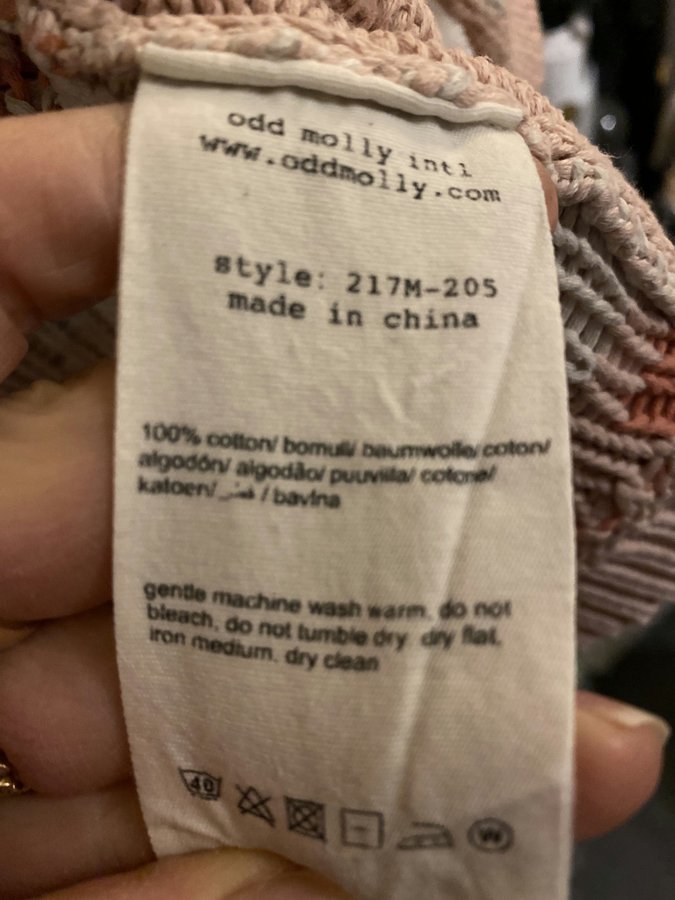 odd molly intl
www.oddmolly.com
style: 217M-205
made in china
100% cotton/ bomull/ baumwolle/ coton/
algodón/ algodão/ puuvilla/ cotone/
katoen/ قطن / bavlna
gentle machine wash warm, do not
bleach, do not tumble dry, dry flat,
iron medium, dry clean
40 W